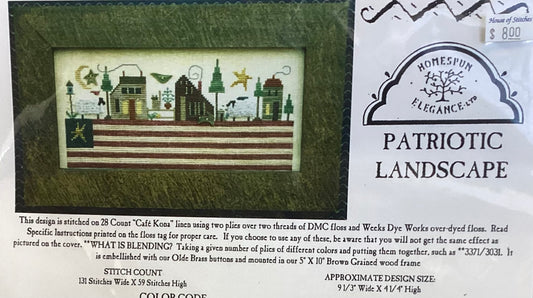 House of Stitches
$ 8.00
HOMESPUN
ELEGANCE, LTD
PATRIOTIC
LANDSCAPE
This design is stitched on 28 Count "Café Kona" linen using two plies over two threads of DMC floss and Weeks Dye Works over-dyed floss. Read
Specific Instructions printed on the floss tag for proper care. If you choose to use any of these, be aware that you will not get the same effect as
pictured on the cover. **WHAT IS BLENDING? Taking a given number of plies of different colors and putting them together, such as **3371/3031. It
is embellished with our Olde Brass buttons and mounted in our 5" X 10" Brown Grained wood frame
STITCH COUNT
131 Stitches Wide X 59 Stitches High
APPROXIMATE DESIGN SIZE:
9 1/3" Wide X 4 1/4" High
COLOR CODE